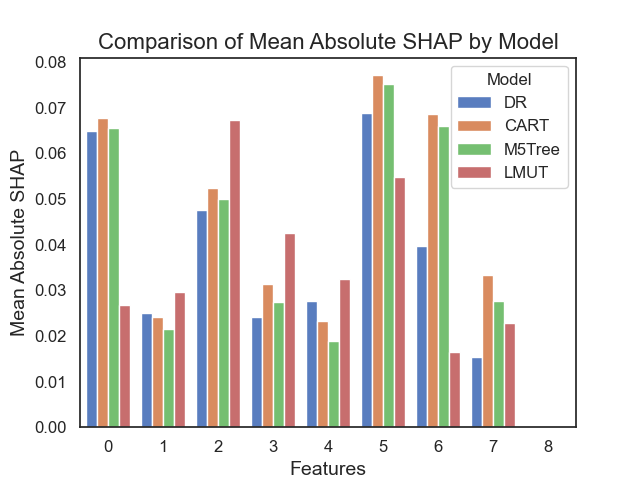 Comparison of Mean Absolute SHAP by Model
Mean Absolute SHAP
0.08
0.07
0.06
0.05
0.04
0.03
0.02
0.01
0.00
Model
DR
CART
M5Tree
LMUT
0 1 2 3 4 5 6 7 8
Features